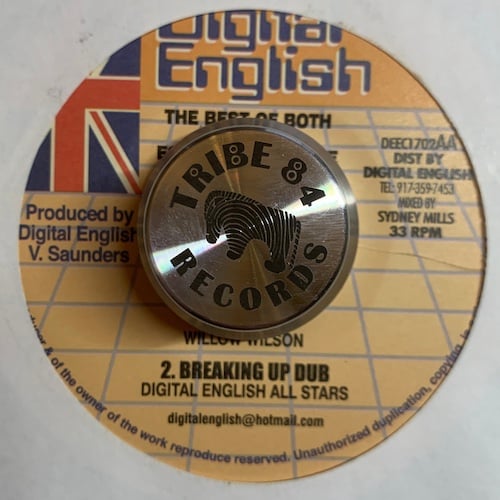 Digital
English
THE BEST OF BOTH
DEEC1702AA
DIST BY
DIGITAL ENGLISH
TEL: 917-359-7453
MIXED BY
SYDNEY MILLS
33 RPM
Produced by
Digital English
V. Saunders
TRIBE 84
RECORDS
WILLOW WILSON
2. BREAKING UP DUB
DIGITAL ENGLISH ALL STARS
digitalenglish@hotmail.com
& of the owner of the work reproduce reserved. Unauthorized duplication, copying